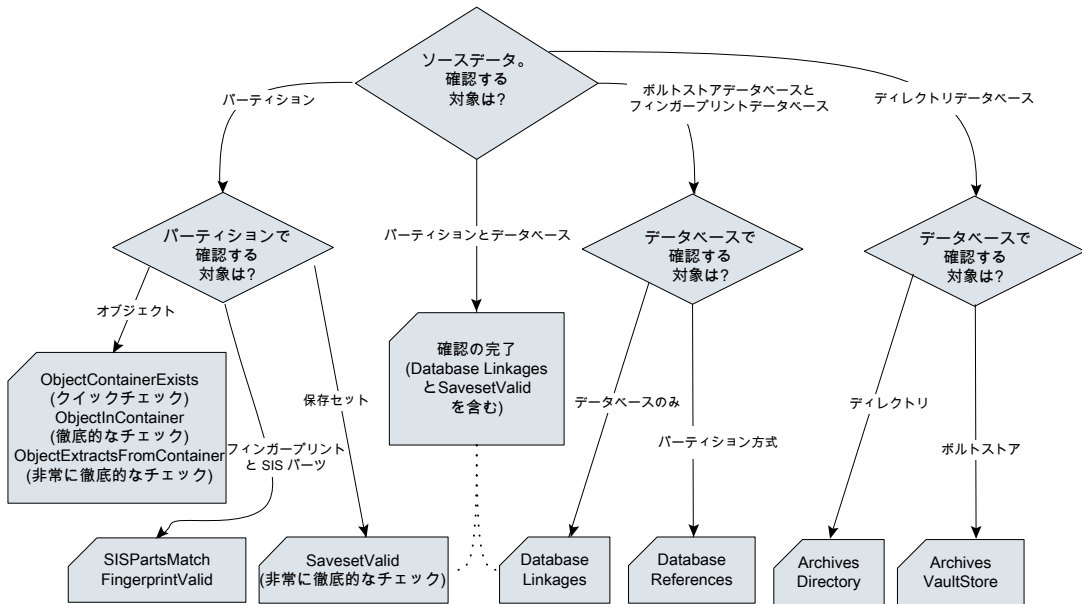 ソースデータ。
確認する
対象は?
パーティション
ボルトストアデータベースと
フィンガープリントデータベース
ディレクトリデータベース
パーティションで
確認する
対象は?
パーティションとデータベース
データベースで
確認する
対象は?
データベースで
確認する
対象は?
オブジェクト
ObjectContainerExists
(クイックチェック)
ObjectInContainer
(徹底的なチェック)
ObjectExtractsFromContainer
(非常に徹底的なチェック)
フィンガープリント
と SIS パーツ
保存セット
確認の完了
(Database Linkages
とSavesetValid
を含む)
データベースのみ
パーティション方式
ディレクトリ
ボルトストア
SISPartsMatch
FingerprintValid
SavesetValid
(非常に徹底的なチェック)
Database
Linkages
Database
References
Archives
Directory
Archives
VaultStore